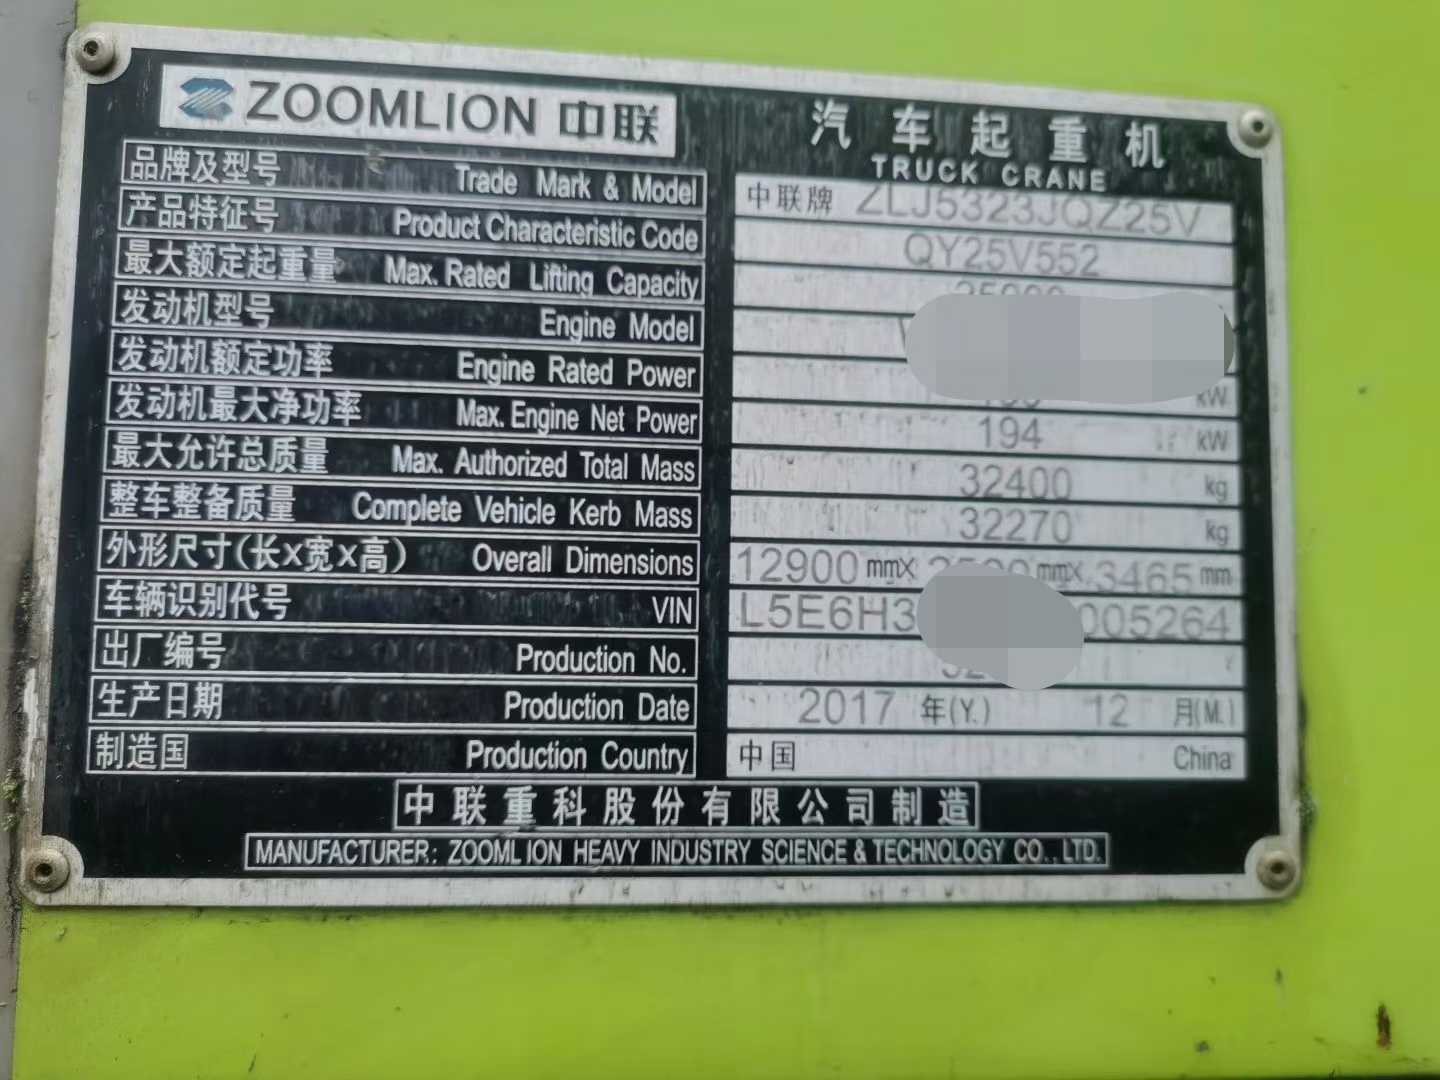 ZOOMLION 中联
汽车起重机
TRUCK CRANE
品牌及型号 Trade Mark & Model 中联牌 ZLJ5323JQZ25V
产品特征号 Product Characteristic Code QY25V552
最大额定起重量 Max. Rated Lifting Capacity
发动机型号 Engine Model
发动机额定功率 Engine Rated Power kW
发动机最大净功率 Max. Engine Net Power 194 kW
最大允许总质量 Max. Authorized Total Mass 32400 kg
整车整备质量 Complete Vehicle Kerb Mass 32270 kg
外形尺寸(长×宽×高) Overall Dimensions 12900 mm× mm× 3465 mm
车辆识别代号 VIN L5E6H3 005264
出厂编号 Production No.
生产日期 Production Date 2017 年(Y.) 12 月(M.)
制造国 Production Country 中国 China
中联重科股份有限公司制造
MANUFACTURER: ZOOMLION HEAVY INDUSTRY SCIENCE & TECHNOLOGY CO., LTD.